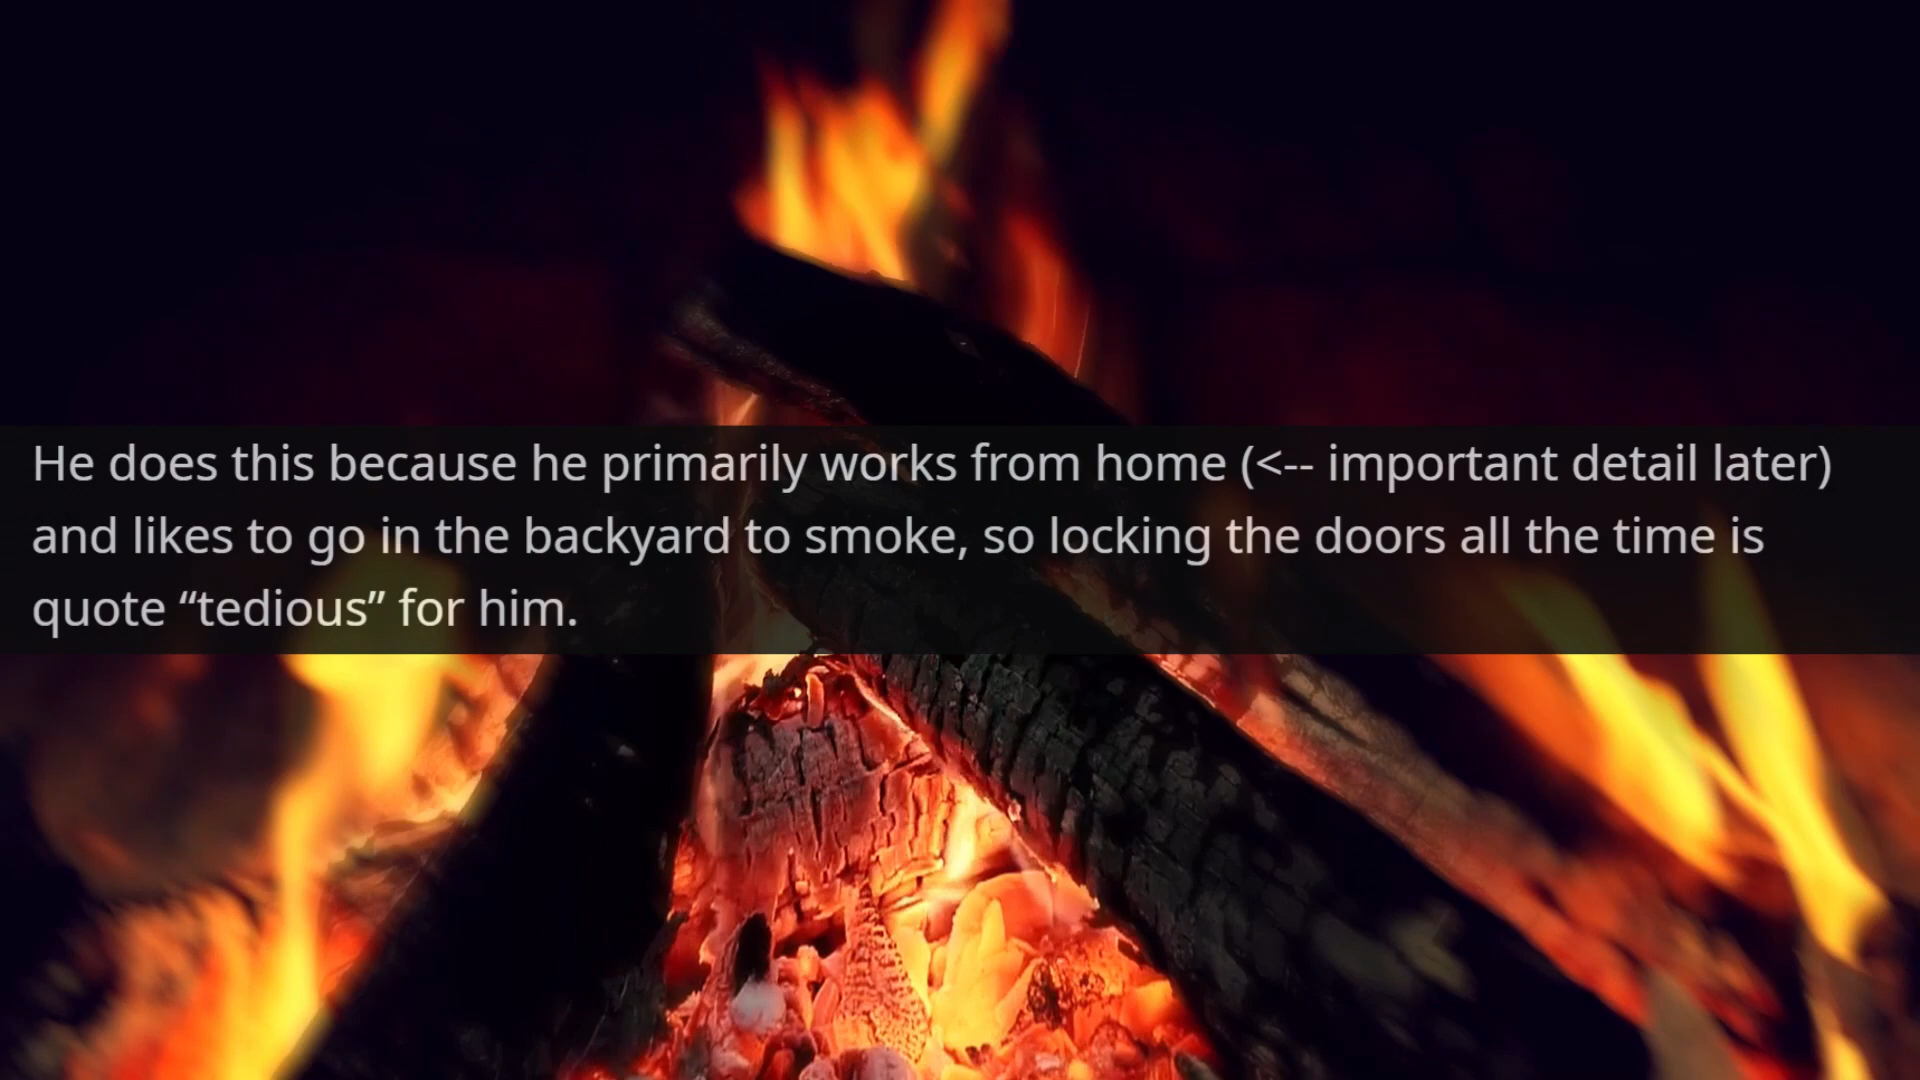 He does this because he primarily works from home (<-- important detail later)
and likes to go in the backyard to smoke, so locking the doors all the time is
quote “tedious” for him.